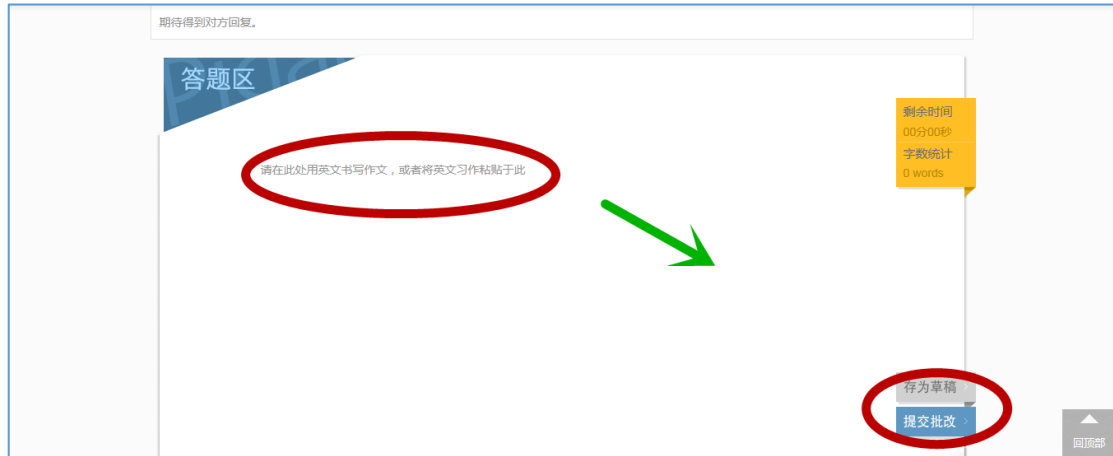 期待得到对方回复。
答题区
剩余时间
00分00秒
字数统计
0 words
请在此处用英文书写作文，或者将英文习作粘贴于此
存为草稿
提交批改
回顶部